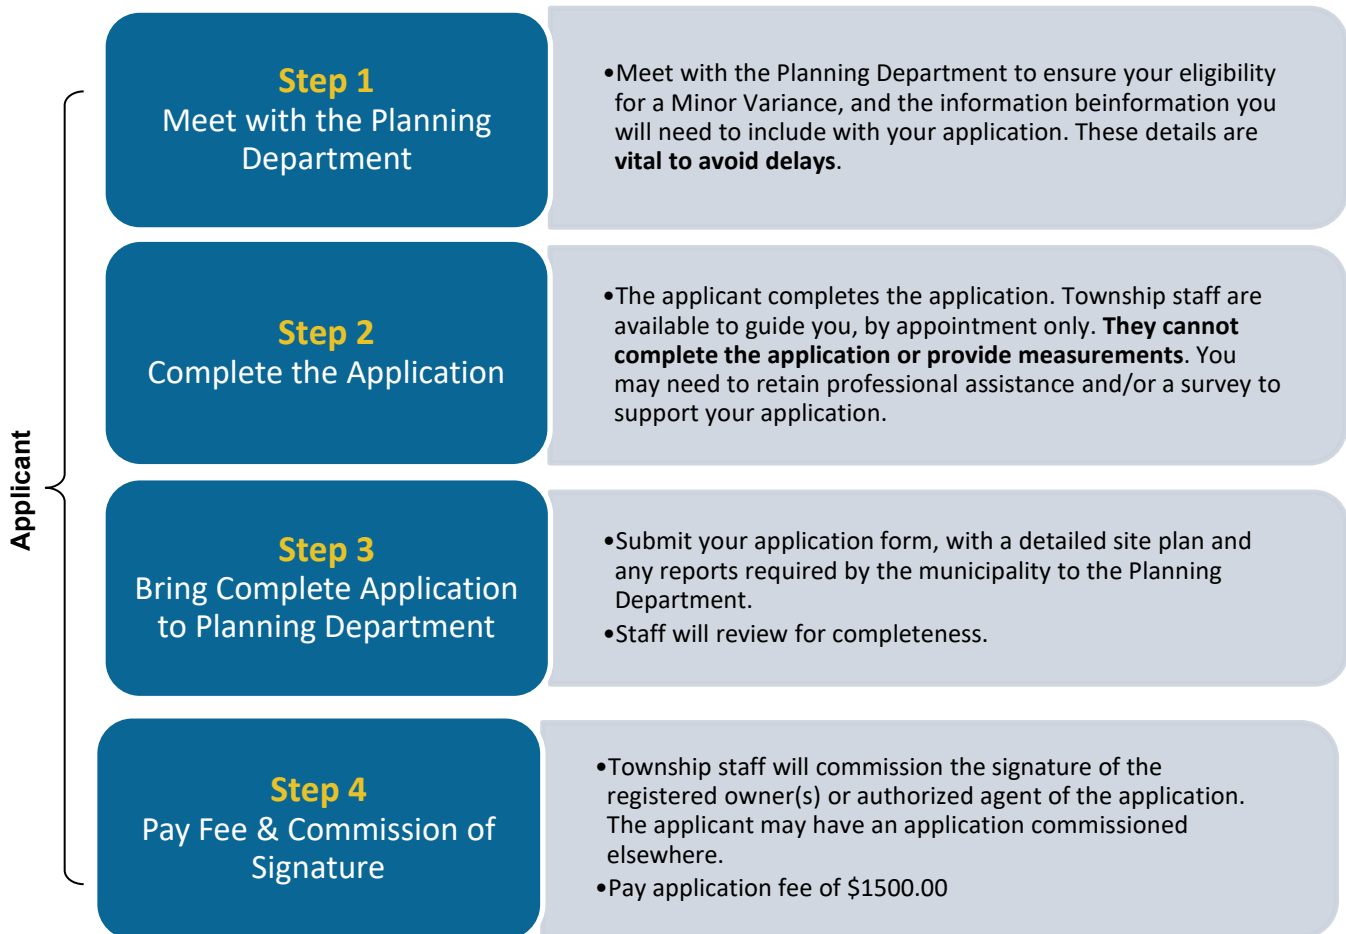 Applicant
Step 1
Meet with the Planning
Department
•Meet with the Planning Department to ensure your eligibility
for a Minor Variance, and the information beinformation you
will need to include with your application. These details are
vital to avoid delays.
Step 2
Complete the Application
•The applicant completes the application. Township staff are
available to guide you, by appointment only. They cannot
complete the application or provide measurements. You
may need to retain professional assistance and/or a survey to
support your application.
Step 3
Bring Complete Application
to Planning Department
•Submit your application form, with a detailed site plan and
any reports required by the municipality to the Planning
Department.
•Staff will review for completeness.
Step 4
Pay Fee & Commission of
Signature
•Township staff will commission the signature of the
registered owner(s) or authorized agent of the application.
The applicant may have an application commissioned
elsewhere.
•Pay application fee of $1500.00